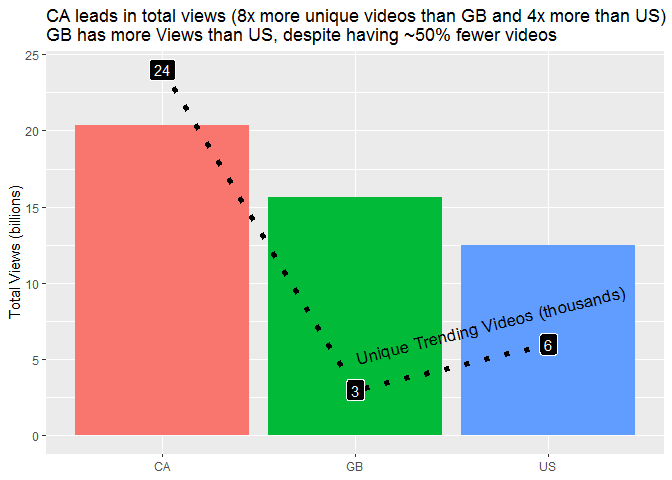 CA leads in total views (8x more unique videos than GB and 4x more than US)
GB has more Views than US, despite having ~50% fewer videos
25
24
20
15
Total Views (billions)
10
Unique Trending Videos (thousands)
5
6
3
0
CA
GB
US